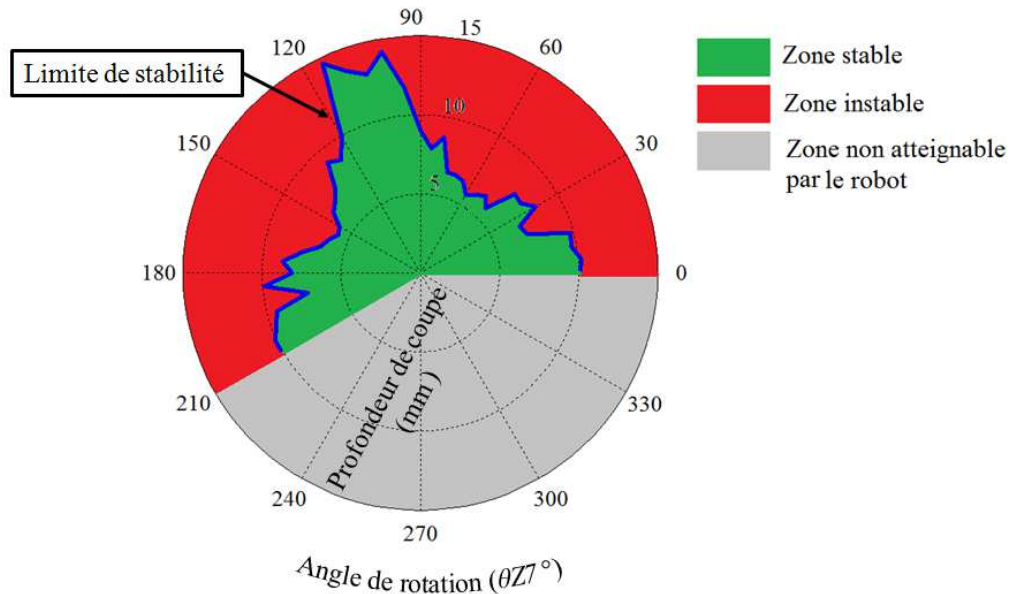 90
120
15
60
Limite de stabilité
Zone stable
10
Zone instable
150
30
Zone non atteignable
par le robot
5
180
0
Profondeur de coupe
(mm)
210
330
240
300
270
Angle de rotation (θZ7°)